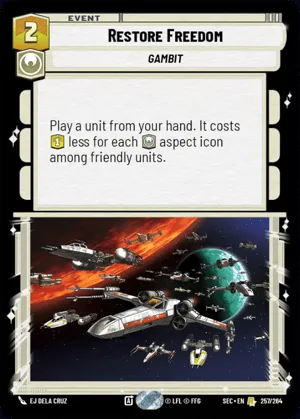 EVENT
2
RESTORE FREEDOM
GAMBIT
Play a unit from your hand. It costs
1 less for each aspect icon
among friendly units.
EJ DELA CRUZ
© LFL © FFG
SEC • EN
257/264